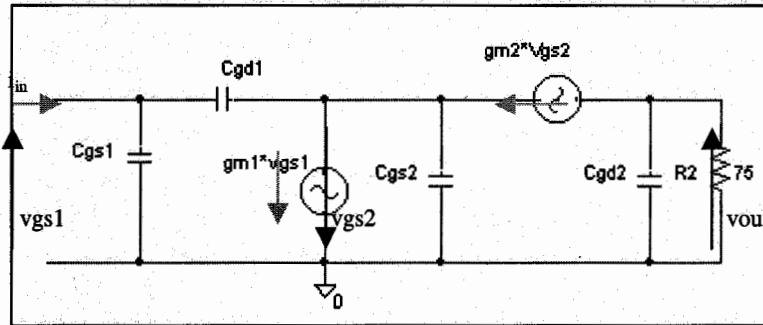 gm2*Vgs2
Cgd1
Iin
Cgs1
gm1*vgs1
Cgs2
Cgd2
R2
75
vgs1
vgs2
vou
0